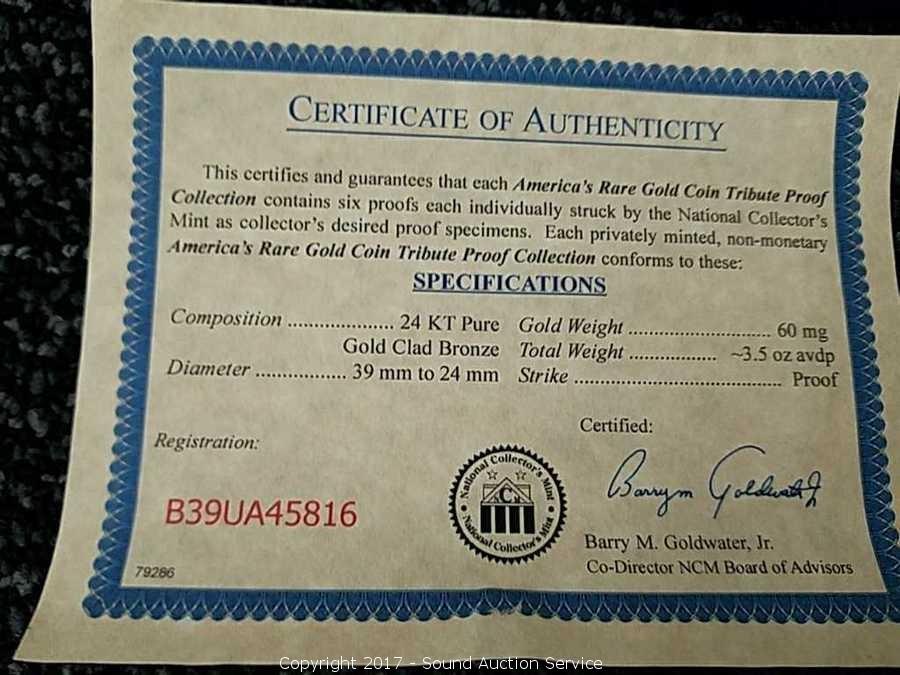 CERTIFICATE OF AUTHENTICITY
This certifies and guarantees that each America's Rare Gold Coin Tribute Proof
Collection contains six proofs each individually struck by the National Collector's
Mint as collector's desired proof specimens. Each privately minted, non-monetary
America's Rare Gold Coin Tribute Proof Collection conforms to these:
SPECIFICATIONS
Composition .................... 24 KT Pure
Gold Clad Bronze
Diameter ................. 39 mm to 24 mm
Gold Weight ........................... 60 mg
Total Weight ................. ~3.5 oz avdp
Strike ....................................... Proof
Registration:
B39UA45816
79286
National Collector's Mint
NCM
National Collector's Mint
Certified:
Barry M Goldwater Jr
Barry M. Goldwater, Jr.
Co-Director NCM Board of Advisors
Copyright 2017 - Sound Auction Service